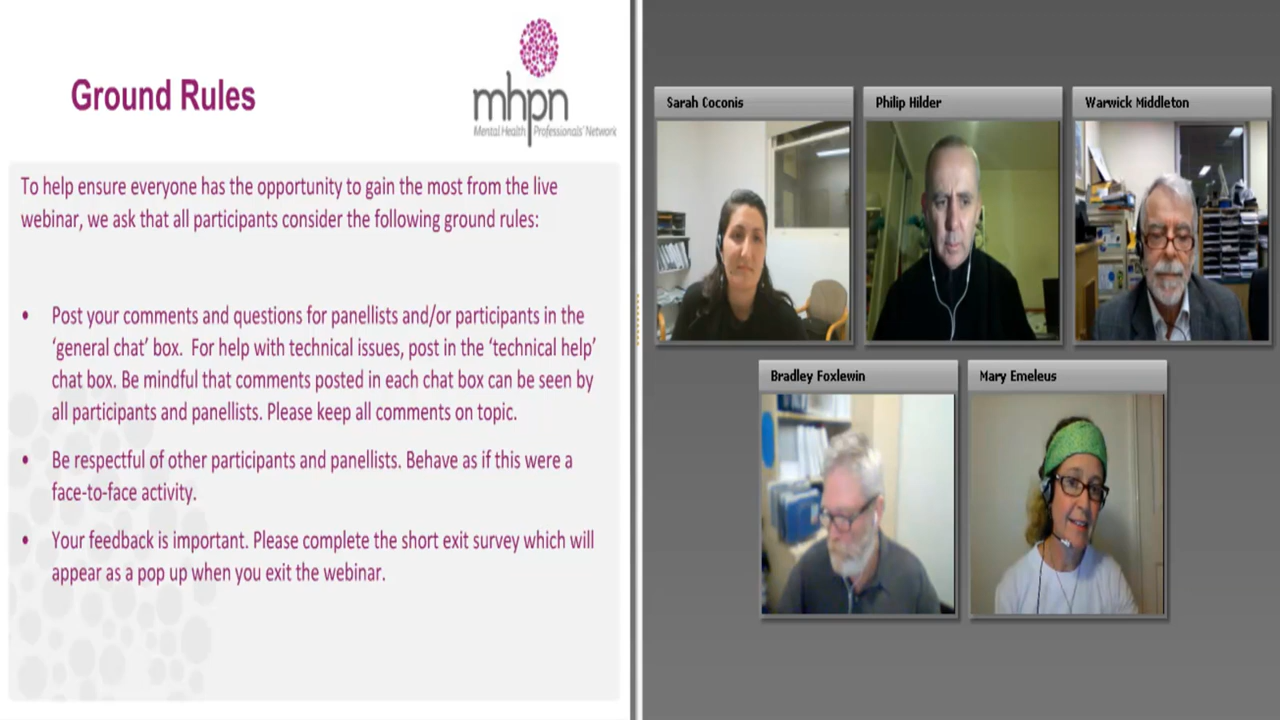 Ground Rules
mhpn
Mental Health Professionals' Network
To help ensure everyone has the opportunity to gain the most from the live
webinar, we ask that all participants consider the following ground rules:
• Post your comments and questions for panellists and/or participants in the
'general chat' box. For help with technical issues, post in the 'technical help'
chat box. Be mindful that comments posted in each chat box can be seen by
all participants and panellists. Please keep all comments on topic.
• Be respectful of other participants and panellists. Behave as if this were a
face-to-face activity.
• Your feedback is important. Please complete the short exit survey which will
appear as a pop up when you exit the webinar.
Sarah Coconis
Philip Hilder
Warwick Middleton
Bradley Foxlewin
Mary Emeleus